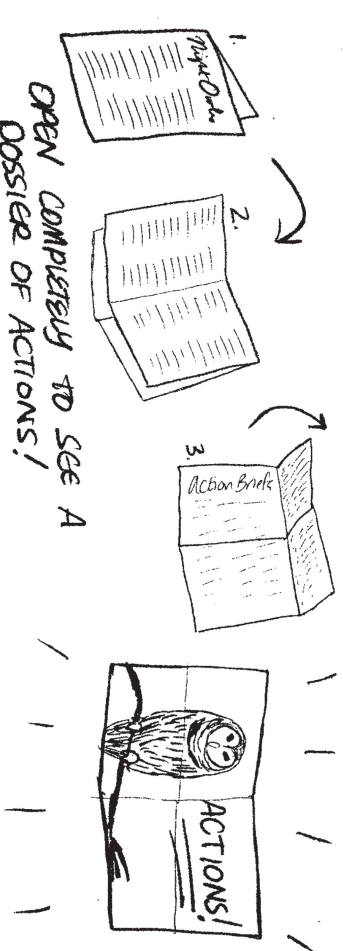 1.
Night Owls
2.
3.
Action Briefs
ACTIONS!
OPEN COMPLETELY TO SEE A
DOSSIER OF ACTIONS!